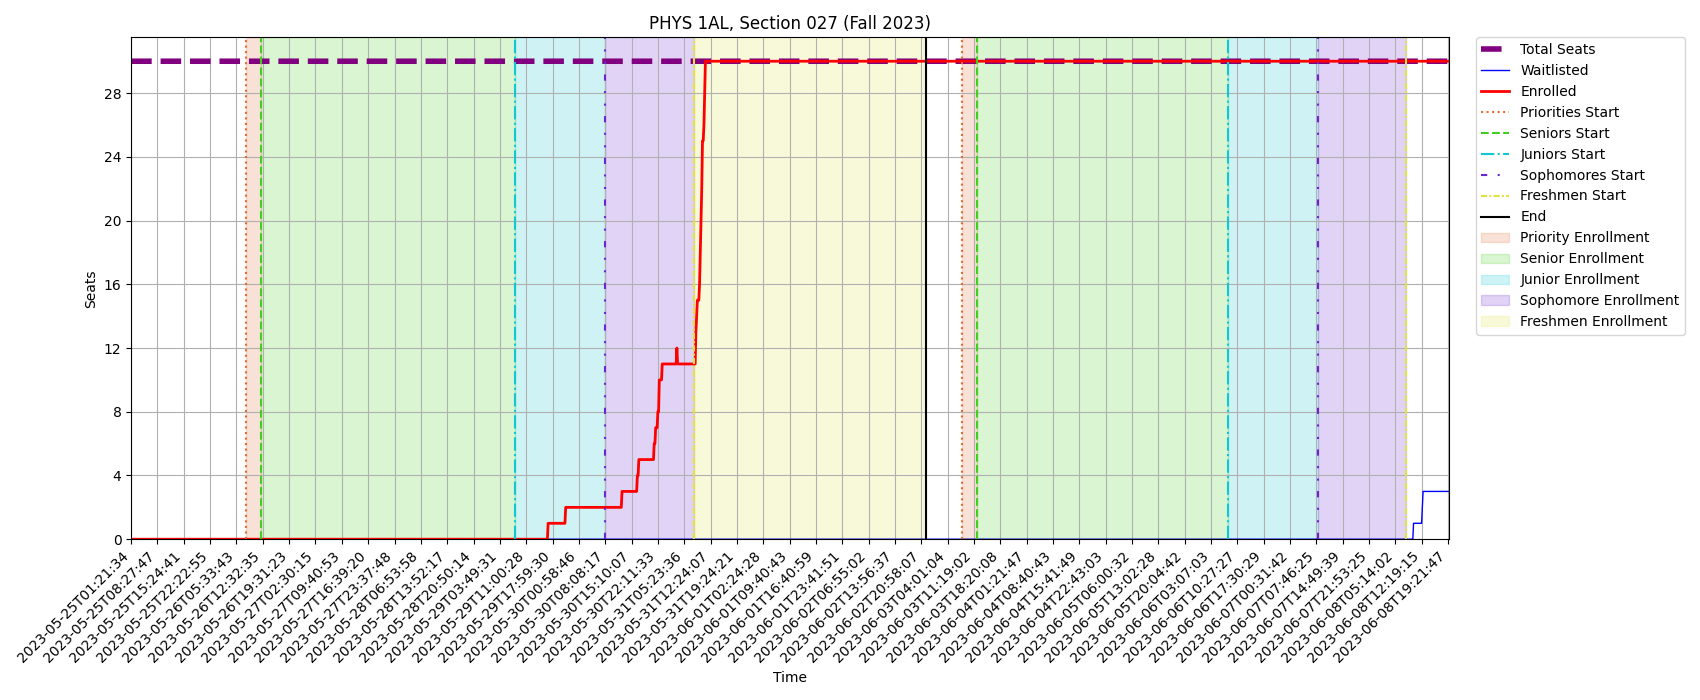 PHYS 1AL, Section 027 (Fall 2023)
Total Seats
Waitlisted
Enrolled
Priorities Start
Seniors Start
Juniors Start
Sophomores Start
Freshmen Start
End
Priority Enrollment
Senior Enrollment
Junior Enrollment
Sophomore Enrollment
Freshmen Enrollment
Seats
28
24
20
16
12
8
4
0
2023-05-25T01:21:34
2023-05-25T08:27:47
2023-05-25T15:24:41
2023-05-25T22:22:55
2023-05-26T05:33:43
2023-05-26T12:32:35
2023-05-26T19:31:23
2023-05-27T02:30:15
2023-05-27T09:40:53
2023-05-27T16:39:20
2023-05-27T23:37:48
2023-05-28T06:53:58
2023-05-28T13:52:17
2023-05-28T20:50:14
2023-05-29T03:49:31
2023-05-29T11:00:28
2023-05-29T17:59:30
2023-05-30T00:58:46
2023-05-30T08:08:17
2023-05-30T15:10:07
2023-05-30T22:11:33
2023-05-31T05:23:36
2023-05-31T12:24:07
2023-05-31T19:24:21
2023-06-01T02:24:28
2023-06-01T09:40:43
2023-06-01T16:40:59
2023-06-01T23:41:51
2023-06-02T06:55:02
2023-06-02T13:56:37
2023-06-02T20:58:07
2023-06-03T04:01:04
2023-06-03T11:19:02
2023-06-03T18:20:08
2023-06-04T01:21:47
2023-06-04T08:40:43
2023-06-04T15:41:49
2023-06-04T22:43:03
2023-06-05T06:00:32
2023-06-05T13:02:28
2023-06-05T20:04:42
2023-06-06T03:07:03
2023-06-06T10:27:27
2023-06-06T17:30:29
2023-06-07T00:31:42
2023-06-07T07:46:25
2023-06-07T14:49:39
2023-06-07T21:53:25
2023-06-08T05:14:02
2023-06-08T12:19:15
2023-06-08T19:21:47
Time